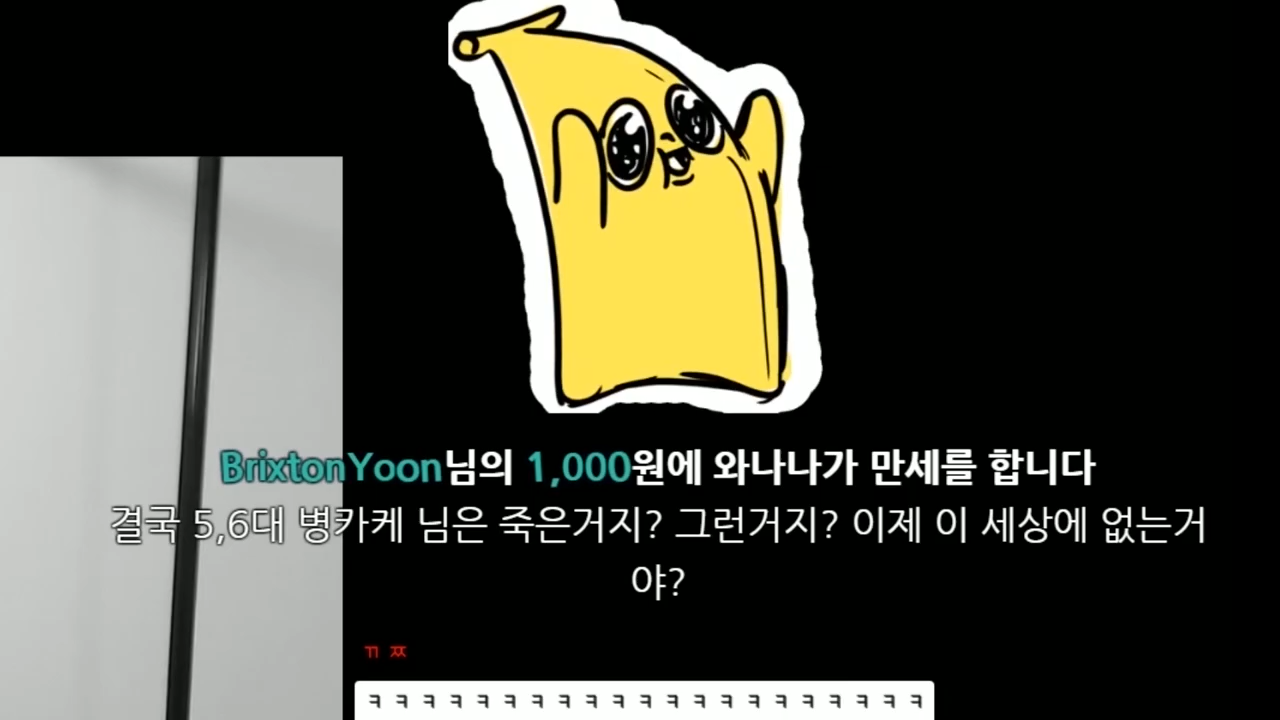 BrixtonYoon님의 1,000원에 와나나가 만세를 합니다
결국 5,6대 병카케 님은 죽은거지? 그런거지? 이제 이 세상에 없는거
야?
ㄲ ㅉ
ㅋㅋㅋㅋㅋㅋㅋㅋㅋㅋㅋㅋㅋㅋㅋㅋㅋㅋㅋㅋㅋ